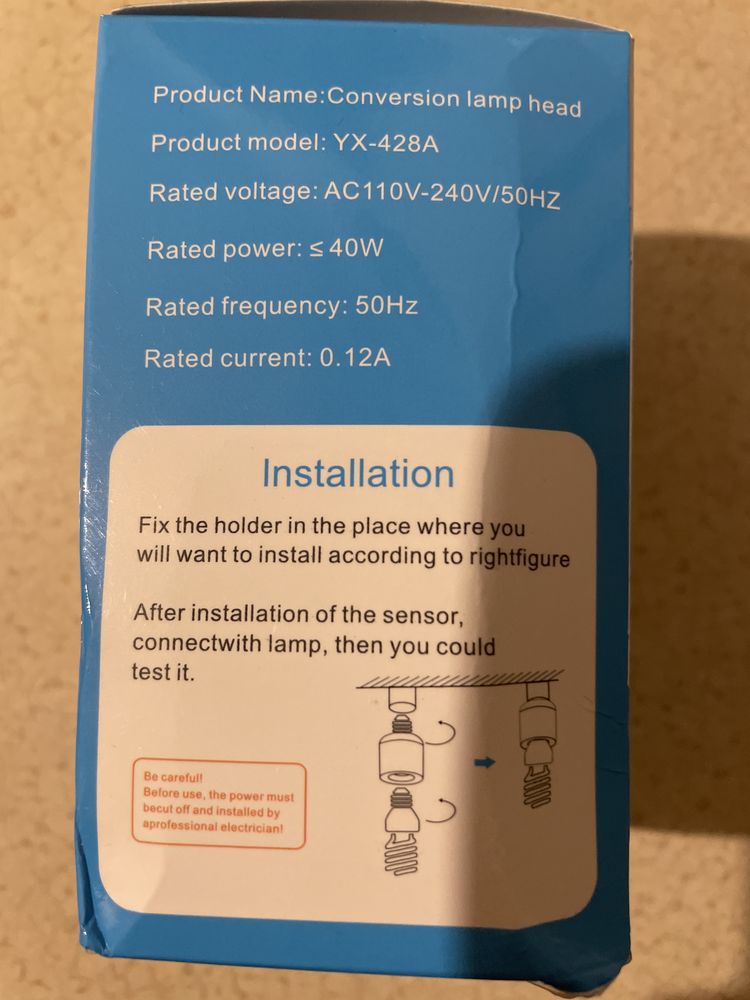 Product Name:Conversion lamp head
Product model: YX-428A
Rated voltage: AC110V-240V/50HZ
Rated power: ≤ 40W
Rated frequency: 50Hz
Rated current: 0.12A
Installation
Fix the holder in the place where you
will want to install according to rightfigure
After installation of the sensor,
connectwith lamp, then you could
test it.
Be careful!
Before use, the power must
becut off and installed by
aprofessional electrician!